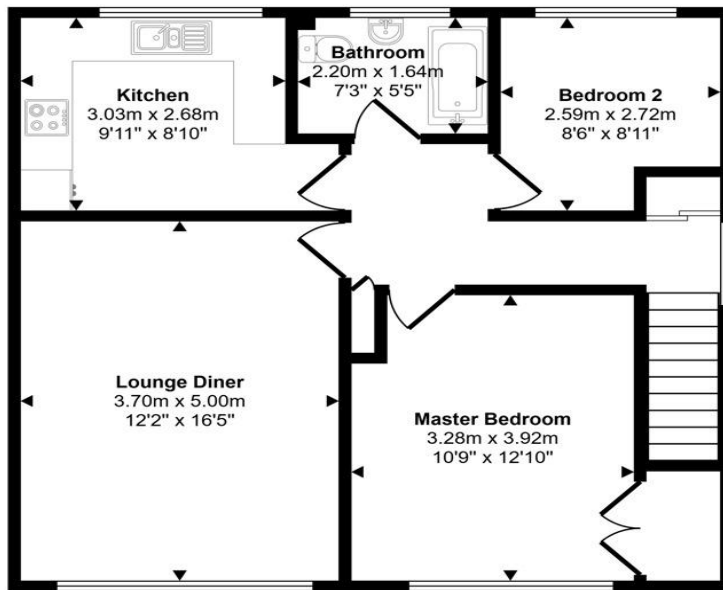 Kitchen
3.03m x 2.68m
9'11" x 8'10"
Bathroom
2.20m x 1.64m
7'3" x 5'5"
Bedroom 2
2.59m x 2.72m
8'6" x 8'11"
Lounge Diner
3.70m x 5.00m
12'2" x 16'5"
Master Bedroom
3.28m x 3.92m
10'9" x 12'10"